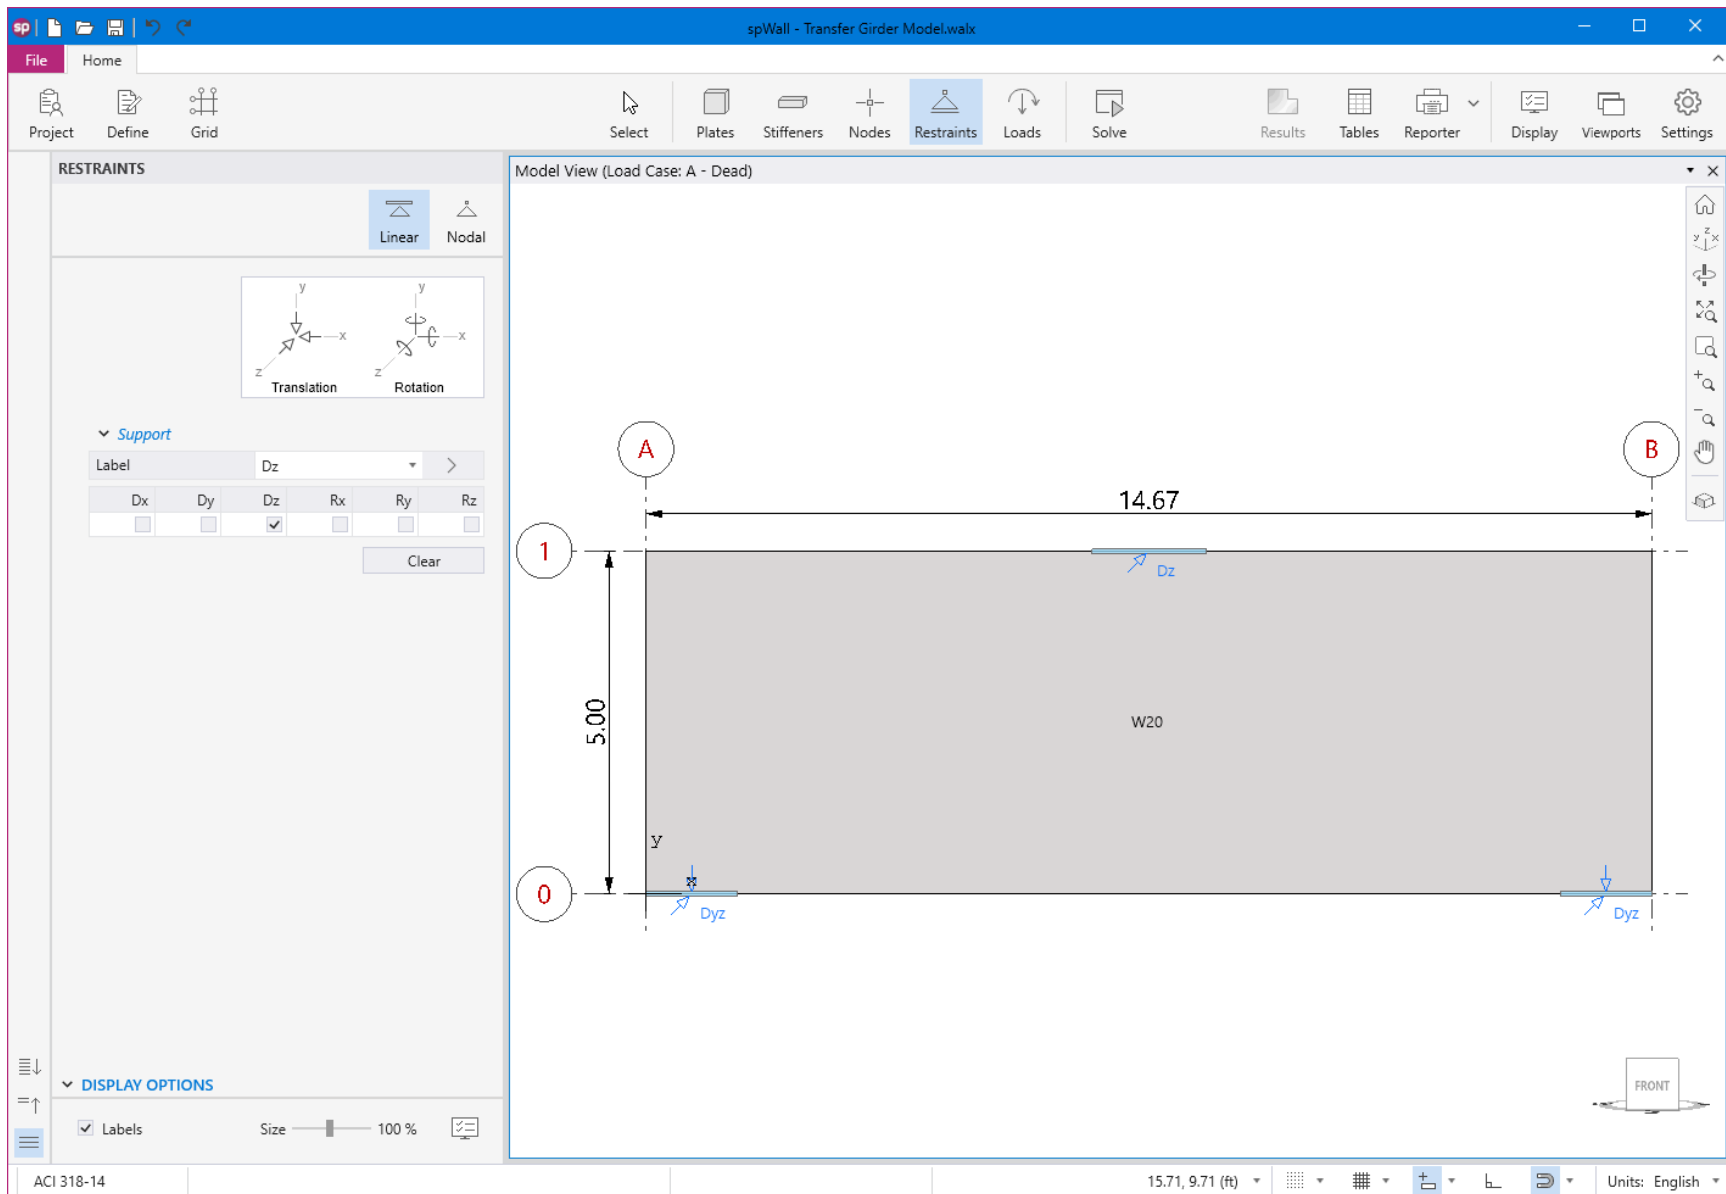 sp
spWall - Transfer Girder Model.walx
File Home
Project Define Grid Select Plates Stiffeners Nodes Restraints Loads Solve Results Tables Reporter Display Viewports Settings
RESTRAINTS
Linear Nodal
y y
x x
z z
Translation Rotation
Support
Label Dz
Dx Dy Dz Rx Ry Rz
Clear
DISPLAY OPTIONS
Labels Size 100 %
Model View (Load Case: A - Dead)
y z x
A B
14.67
1
Dz
5.00
W20
y
0
Dyz Dyz
FRONT
ACI 318-14 15.71, 9.71 (ft) Units: English